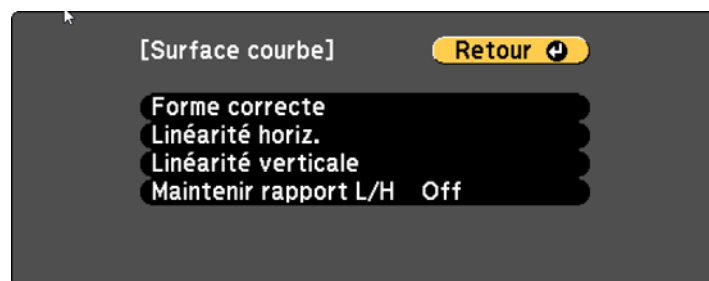 [Surface courbe] Retour
Forme correcte
Linéarité horiz.
Linéarité verticale
Maintenir rapport L/H Off